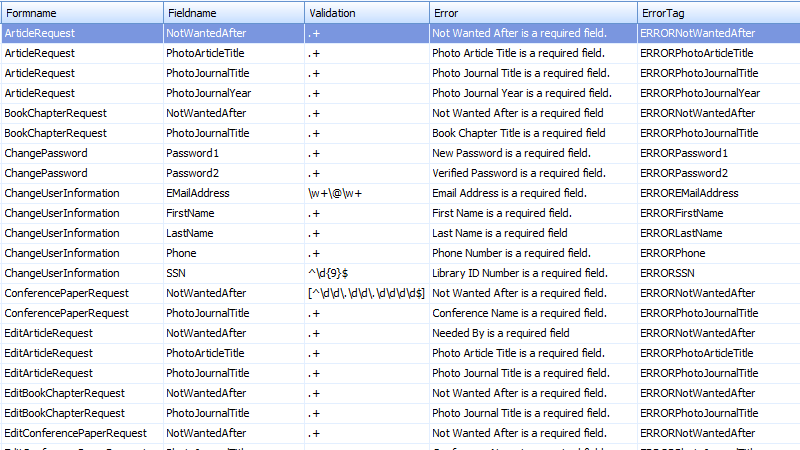 Formname Fieldname Validation Error ErrorTag
ArticleRequest NotWantedAfter .+ Not Wanted After is a required field. ERRORNotWantedAfter
ArticleRequest PhotoArticleTitle .+ Photo Article Title is a required field. ERRORPhotoArticleTitle
ArticleRequest PhotoJournalTitle .+ Photo Journal Title is a required field. ERRORPhotoJournalTitle
ArticleRequest PhotoJournalYear .+ Photo Journal Year is a required field. ERRORPhotoJournalYear
BookChapterRequest NotWantedAfter .+ Not Wanted After is a required field ERRORNotWantedAfter
BookChapterRequest PhotoJournalTitle .+ Book Chapter Title is a required field ERRORPhotoJournalTitle
ChangePassword Password1 .+ New Password is a required field. ERRORPassword1
ChangePassword Password2 .+ Verified Password is a required field. ERRORPassword2
ChangeUserInformation EMailAddress \w+\@\w+ Email Address is a required field. ERROREMailAddress
ChangeUserInformation FirstName .+ First Name is a required field. ERRORFirstName
ChangeUserInformation LastName .+ Last Name is a required field ERRORLastName
ChangeUserInformation Phone .+ Phone Number is a required field. ERRORPhone
ChangeUserInformation SSN ^\d{9}$ Library ID Number is a required field. ERRORSSN
ConferencePaperRequest NotWantedAfter [^\d\d\.\d\d\.\d\d\d\d$] Not Wanted After is a required field. ERRORNotWantedAfter
ConferencePaperRequest PhotoJournalTitle .+ Conference Name is a required field. ERRORPhotoJournalTitle
EditArticleRequest NotWantedAfter .+ Needed By is a required field ERRORNotWantedAfter
EditArticleRequest PhotoArticleTitle .+ Photo Article Title is a required field. ERRORPhotoArticleTitle
EditArticleRequest PhotoJournalTitle .+ Photo Journal Title is a required field. ERRORPhotoJournalTitle
EditBookChapterRequest NotWantedAfter .+ Not Wanted After is a required field. ERRORNotWantedAfter
EditBookChapterRequest PhotoJournalTitle .+ Photo Journal Title is a required field. ERRORPhotoJournalTitle
EditConferencePaperRequest NotWantedAfter .+ Not Wanted After is a required field. ERRORNotWantedAfter